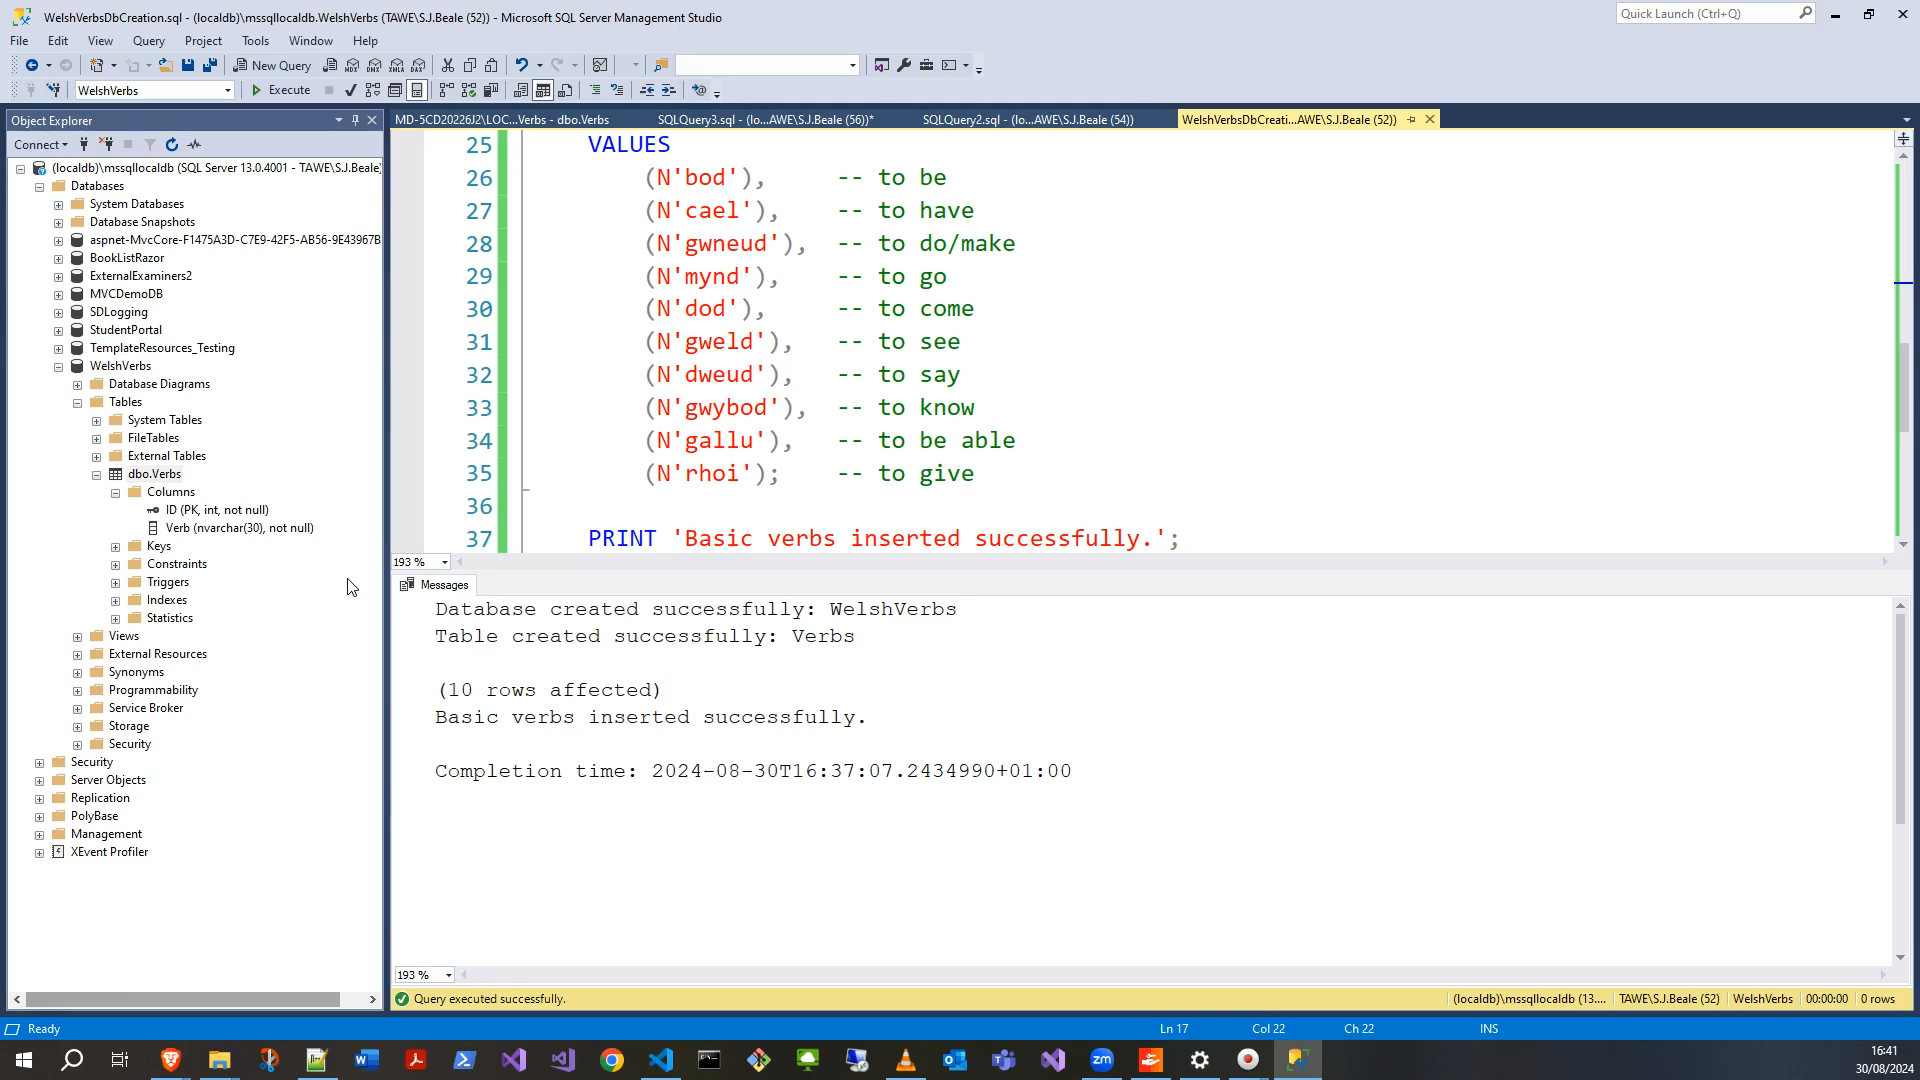 WelshVerbsDbCreation.sql - (localdb)\mssqllocaldb.WelshVerbs (TAWE\S.J.Beale (52)) - Microsoft SQL Server Management Studio
Quick Launch (Ctrl+Q)
File Edit View Query Project Tools Window Help
New Query
MDX DMX XMLA DAX
WelshVerbs
Execute
Object Explorer
MD-5CD20226J2\LOC...Verbs - dbo.Verbs
SQLQuery3.sql - (lo...AWE\S.J.Beale (56))*
SQLQuery2.sql - (lo...AWE\S.J.Beale (54))
WelshVerbsDbCreati...AWE\S.J.Beale (52))
Connect
(localdb)\mssqllocaldb (SQL Server 13.0.4001 - TAWE\S.J.Beale
Databases
System Databases
Database Snapshots
aspnet-MvcCore-F1475A3D-C7E9-42F5-AB56-9E43967B
BookListRazor
ExternalExaminers2
MVCDemoDB
SDLogging
StudentPortal
TemplateResources_Testing
WelshVerbs
Database Diagrams
Tables
System Tables
FileTables
External Tables
dbo.Verbs
Columns
ID (PK, int, not null)
Verb (nvarchar(30), not null)
Keys
Constraints
Triggers
Indexes
Statistics
Views
External Resources
Synonyms
Programmability
Service Broker
Storage
Security
Security
Server Objects
Replication
PolyBase
Management
XEvent Profiler
25 VALUES
26 (N'bod'), -- to be
27 (N'cael'), -- to have
28 (N'gwneud'), -- to do/make
29 (N'mynd'), -- to go
30 (N'dod'), -- to come
31 (N'gweld'), -- to see
32 (N'dweud'), -- to say
33 (N'gwybod'), -- to know
34 (N'gallu'), -- to be able
35 (N'rhoi'); -- to give
36
37 PRINT 'Basic verbs inserted successfully.';
193 %
Messages
Database created successfully: WelshVerbs
Table created successfully: Verbs
(10 rows affected)
Basic verbs inserted successfully.
Completion time: 2024-08-30T16:37:07.2434990+01:00
193 %
Query executed successfully.
(localdb)\mssqllocaldb (13.... TAWE\S.J.Beale (52) WelshVerbs 00:00:00 0 rows
Ready
Ln 17 Col 22 Ch 22 INS
zm
16:41
30/08/2024